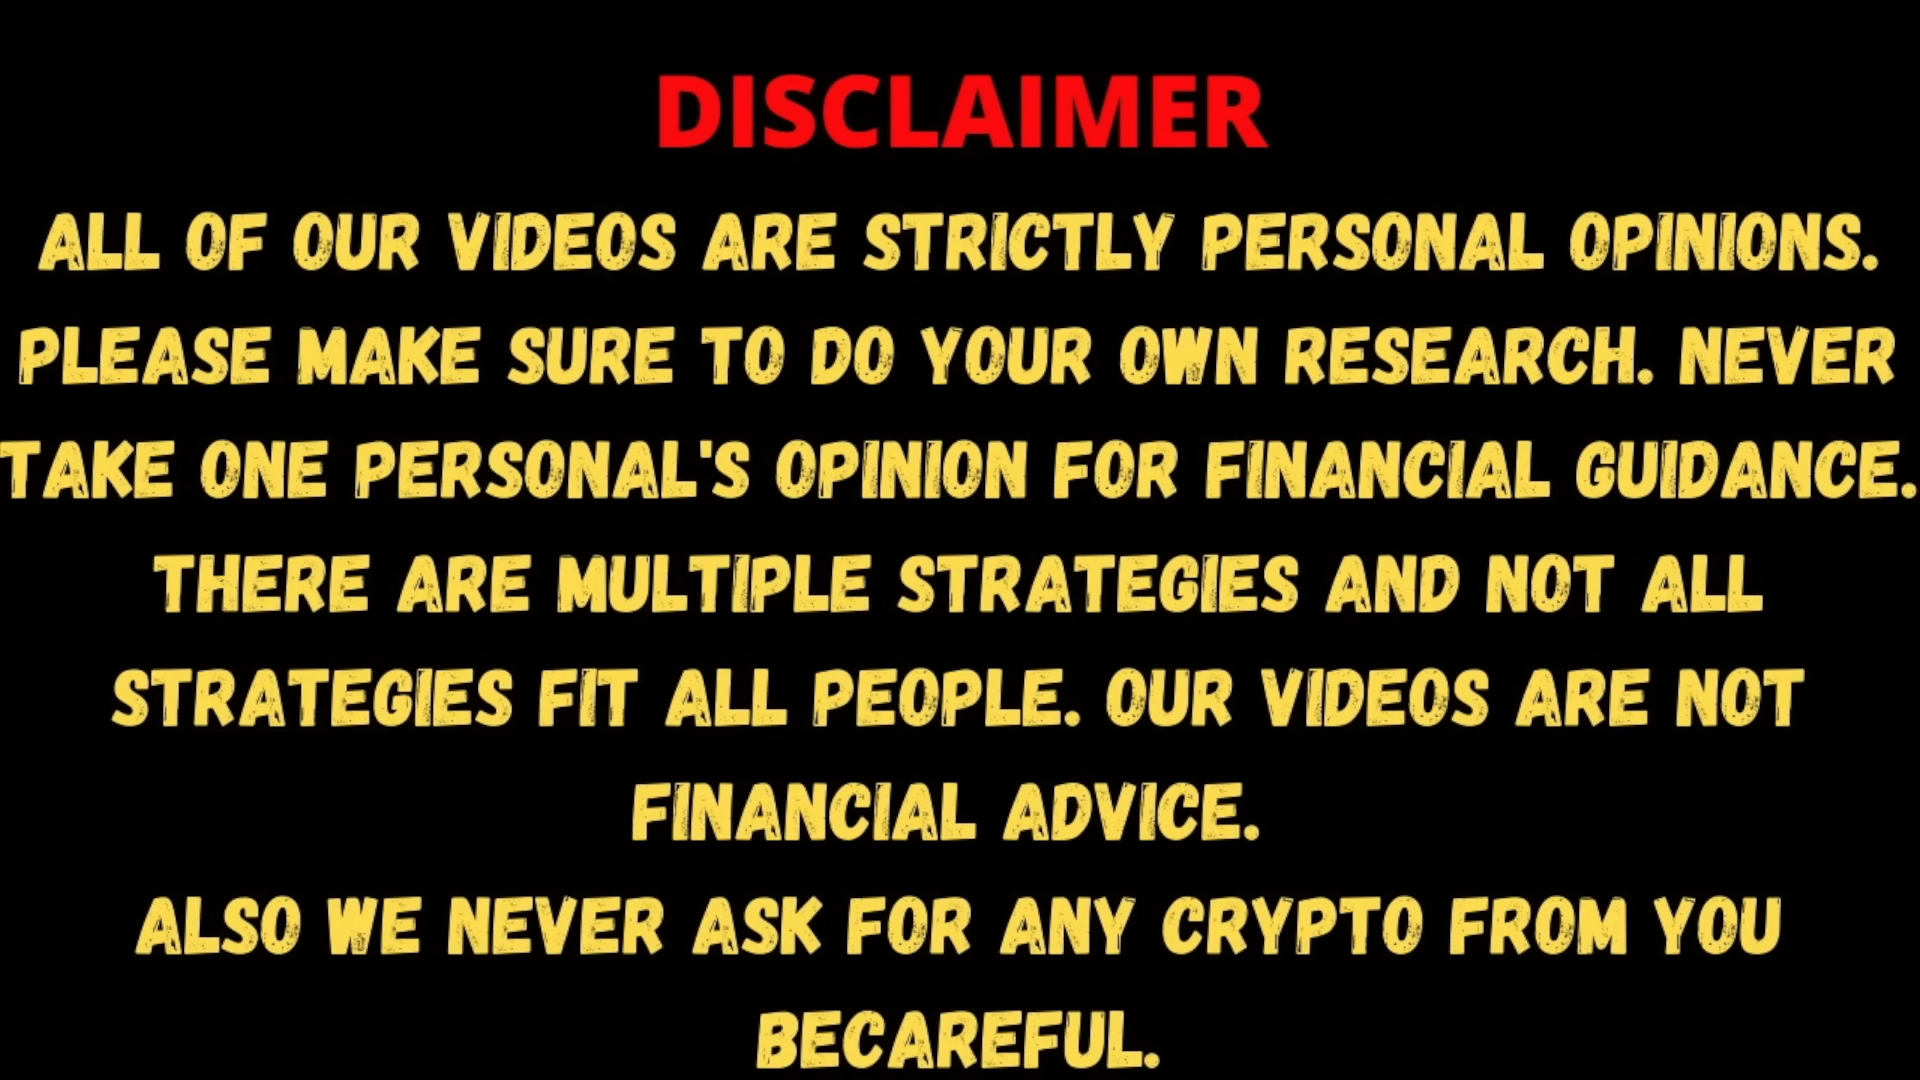 DISCLAIMER
ALL OF OUR VIDEOS ARE STRICTLY PERSONAL OPINIONS.
PLEASE MAKE SURE TO DO YOUR OWN RESEARCH. NEVER
TAKE ONE PERSONAL'S OPINION FOR FINANCIAL GUIDANCE.
THERE ARE MULTIPLE STRATEGIES AND NOT ALL
STRATEGIES FIT ALL PEOPLE. OUR VIDEOS ARE NOT
FINANCIAL ADVICE.
ALSO WE NEVER ASK FOR ANY CRYPTO FROM YOU
BECAREFUL.